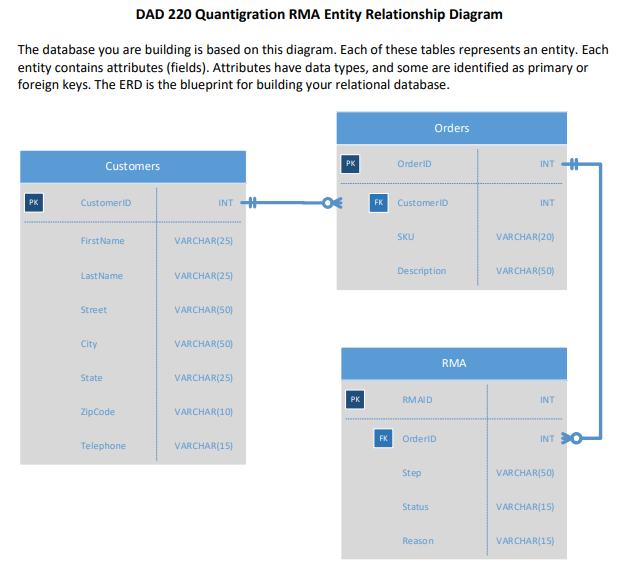 DAD 220 Quantigration RMA Entity Relationship Diagram
The database you are building is based on this diagram. Each of these tables represents an entity. Each
entity contains attributes (fields). Attributes have data types, and some are identified as primary or
foreign keys. The ERD is the blueprint for building your relational database.
Customers
PK CustomerID INT
FirstName VARCHAR(25)
LastName VARCHAR(25)
Street VARCHAR(50)
City VARCHAR(50)
State VARCHAR(25)
ZipCode VARCHAR(10)
Telephone VARCHAR(15)
Orders
PK OrderID INT
FK CustomerID INT
SKU VARCHAR(20)
Description VARCHAR(50)
RMA
PK RMAID INT
FK OrderID INT
Step VARCHAR(50)
Status VARCHAR(15)
Reason VARCHAR(15)